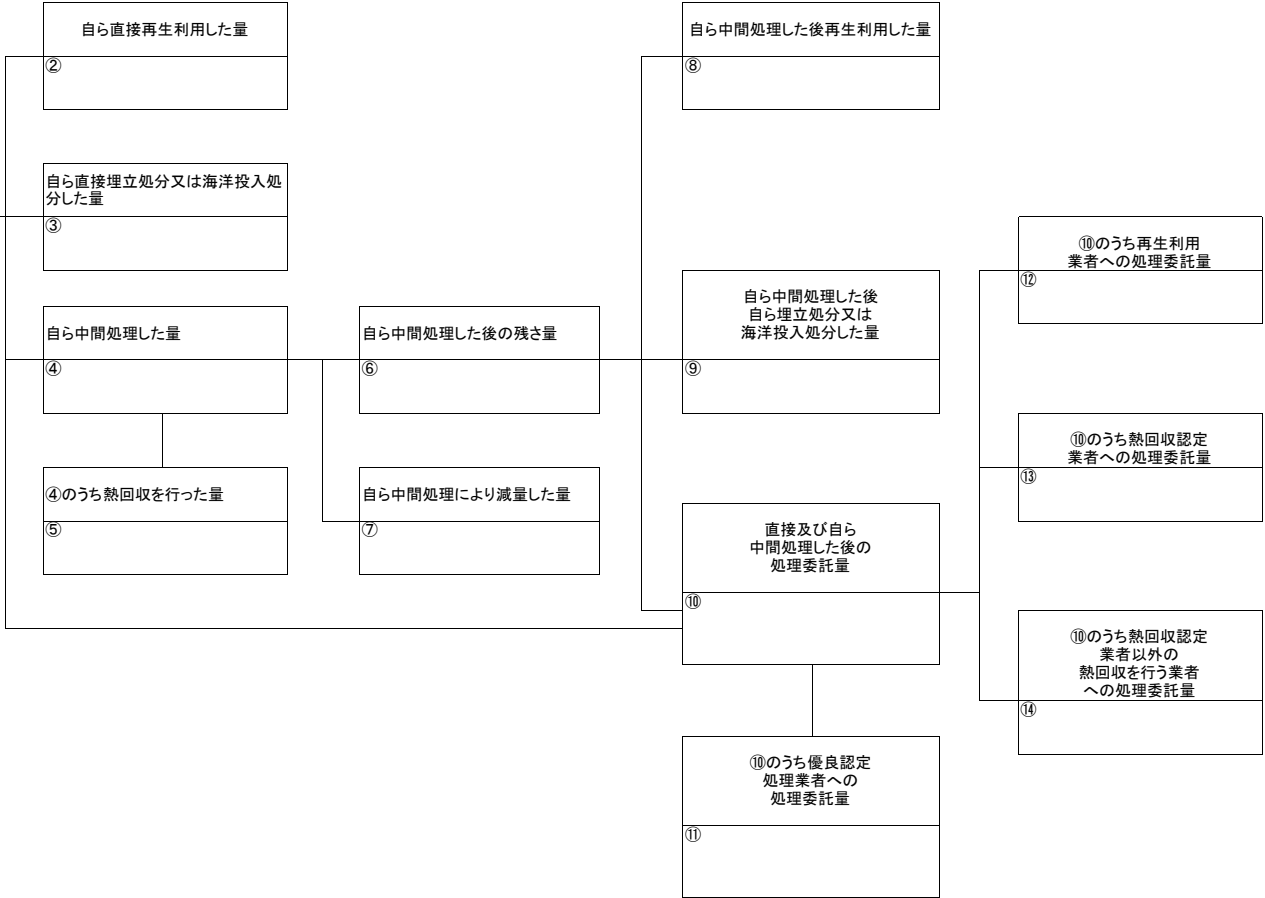 自ら直接再生利用した量
②
自ら直接埋立処分又は海洋投入処
分した量
③
自ら中間処理した量
④
④のうち熱回収を行った量
⑤
自ら中間処理した後の残さ量
⑥
自ら中間処理により減量した量
⑦
自ら中間処理した後再生利用した量
⑧
自ら中間処理した後
自ら埋立処分又は
海洋投入処分した量
⑨
直接及び自ら
中間処理した後の
処理委託量
⑩
⑩のうち優良認定
処理業者への
処理委託量
⑪
⑩のうち再生利用
業者への処理委託量
⑫
⑩のうち熱回収認定
業者への処理委託量
⑬
⑩のうち熱回収認定
業者以外の
熱回収を行う業者
への処理委託量
⑭